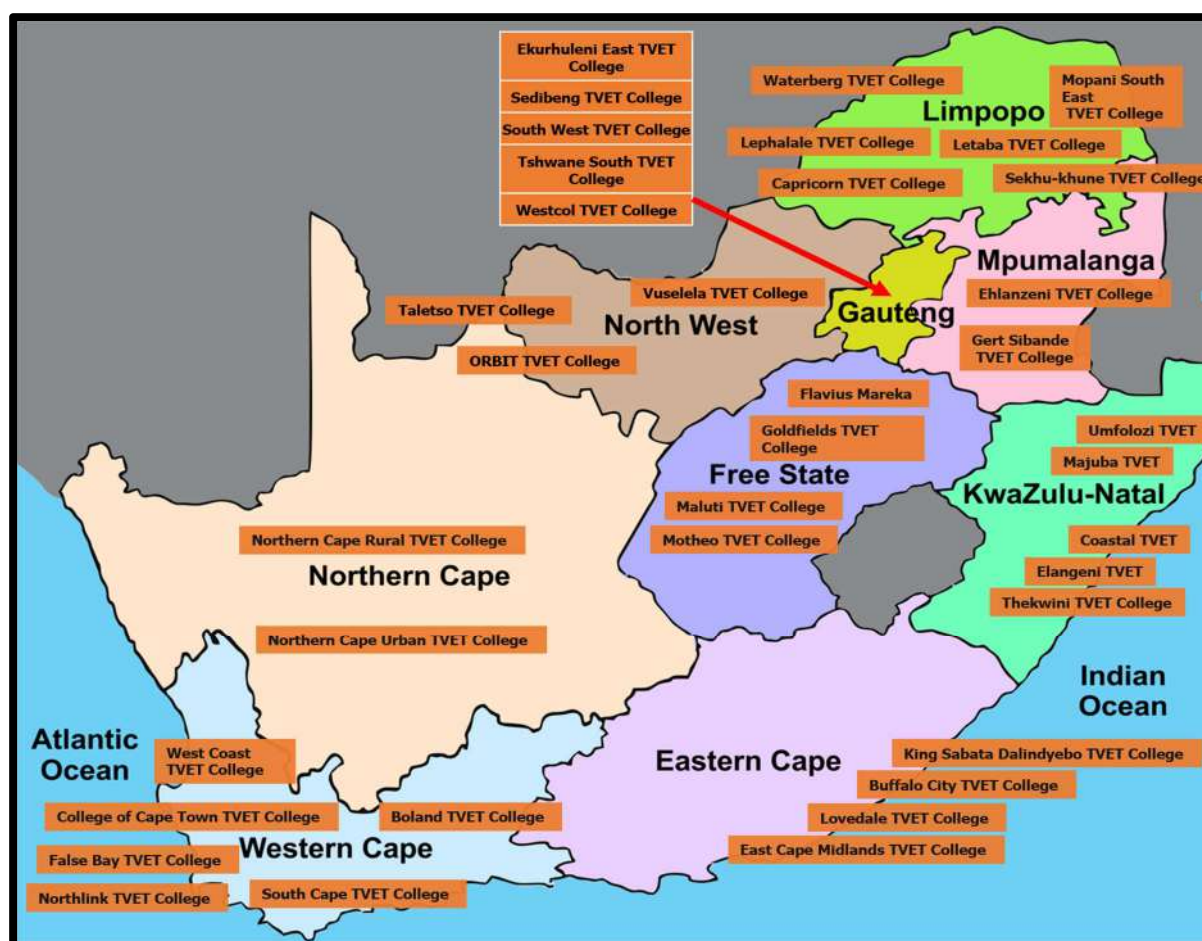 Ekurhuleni East TVET
College
Sedibeng TVET College
South West TVET College
Tshwane South TVET
College
Westcol TVET College
Waterberg TVET College
Mopani South
East
TVET College
Limpopo
Lephalale TVET College
Letaba TVET College
Capricorn TVET College
Sekhu-khune TVET College
Mpumalanga
Ehlanzeni TVET College
Gert Sibande
TVET College
Gauteng
Vuselela TVET College
Taletso TVET College
North West
ORBIT TVET College
Flavius Mareka
Goldfields TVET
College
Free State
Maluti TVET College
Motheo TVET College
Umfolozi TVET
Majuba TVET
KwaZulu-Natal
Coastal TVET
Elangeni TVET
Thekwini TVET College
Northern Cape Rural TVET College
Northern Cape
Northern Cape Urban TVET College
Indian
Ocean
Atlantic
Ocean
West Coast
TVET College
College of Cape Town TVET College
Boland TVET College
Western Cape
False Bay TVET College
Northlink TVET College
South Cape TVET College
Eastern Cape
King Sabata Dalindyebo TVET College
Buffalo City TVET College
Lovedale TVET College
East Cape Midlands TVET College